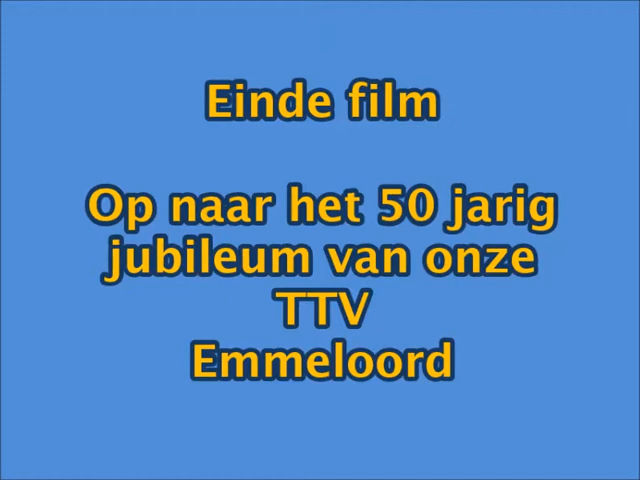 Einde film
Op naar het 50 jarig
jubileum van onze
TTV
Emmeloord